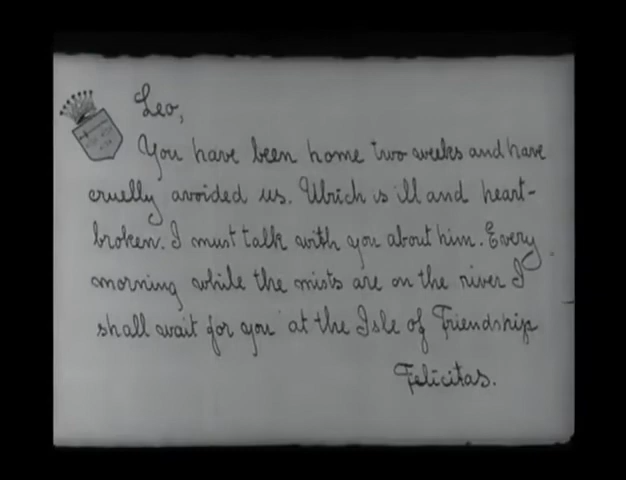 Leo,
You have been home two weeks and have
cruelly avoided us. Ulrich is ill and heart-
broken. I must talk with you about him. Every
morning while the mists are on the river I
shall wait for you at the Isle of Friendship
Felicitas.